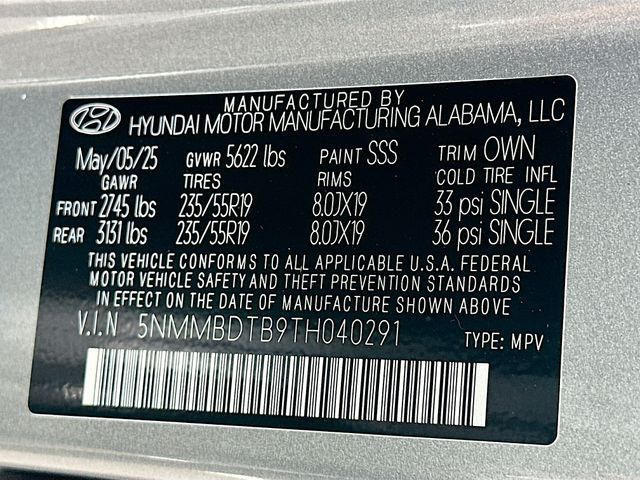 MANUFACTURED BY
HYUNDAI MOTOR MANUFACTURING ALABAMA, LLC
May/05/25 GVWR 5622 lbs PAINT SSS TRIM OWN
GAWR TIRES RIMS COLD TIRE INFL
FRONT 2745 lbs 235/55R19 8.0JX19 33 psi SINGLE
REAR 3131 lbs 235/55R19 8.0JX19 36 psi SINGLE
THIS VEHICLE CONFORMS TO ALL APPLICABLE U.S.A. FEDERAL
MOTOR VEHICLE SAFETY AND THEFT PREVENTION STANDARDS
IN EFFECT ON THE DATE OF MANUFACTURE SHOWN ABOVE.
V.I.N 5NMMBDTB9TH040291 TYPE: MPV